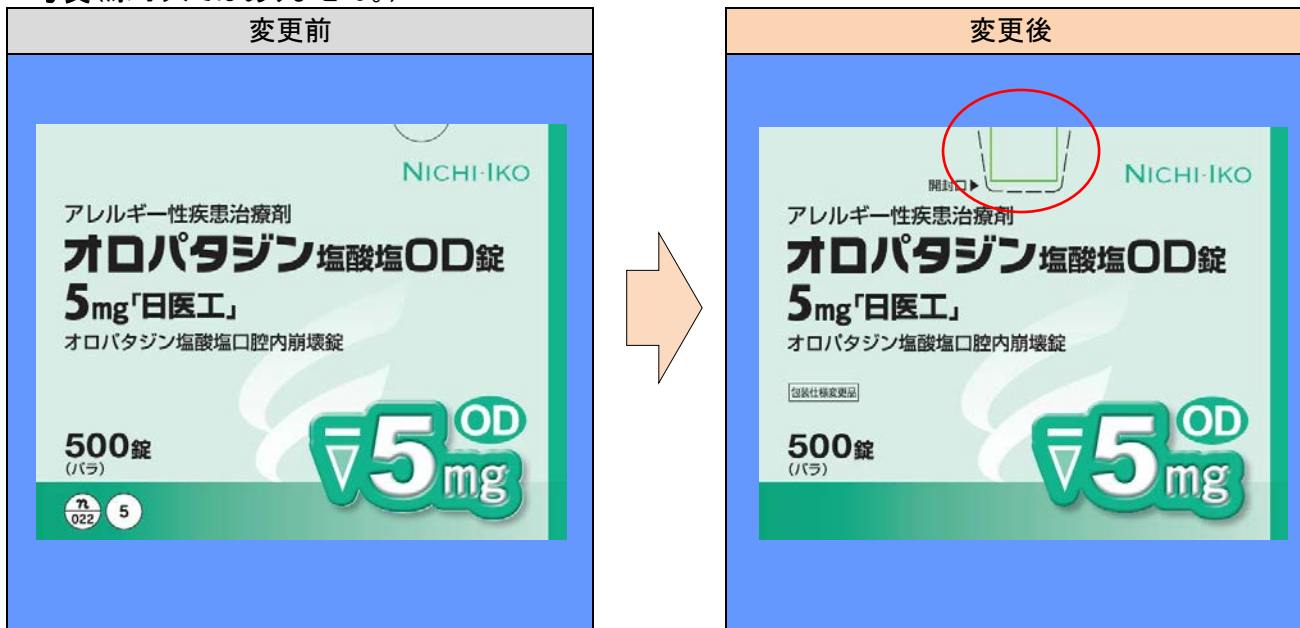 変更前
NICHI-IKO
アレルギー性疾患治療剤
オロパタジン塩酸塩OD錠
5mg「日医工」
オロパタジン塩酸塩口腔内崩壊錠
500錠
(バラ)
OD
5mg
n
022
5
変更後
開封口▶
NICHI-IKO
アレルギー性疾患治療剤
オロパタジン塩酸塩OD錠
5mg「日医工」
オロパタジン塩酸塩口腔内崩壊錠
包装仕様変更品
500錠
(バラ)
OD
5mg